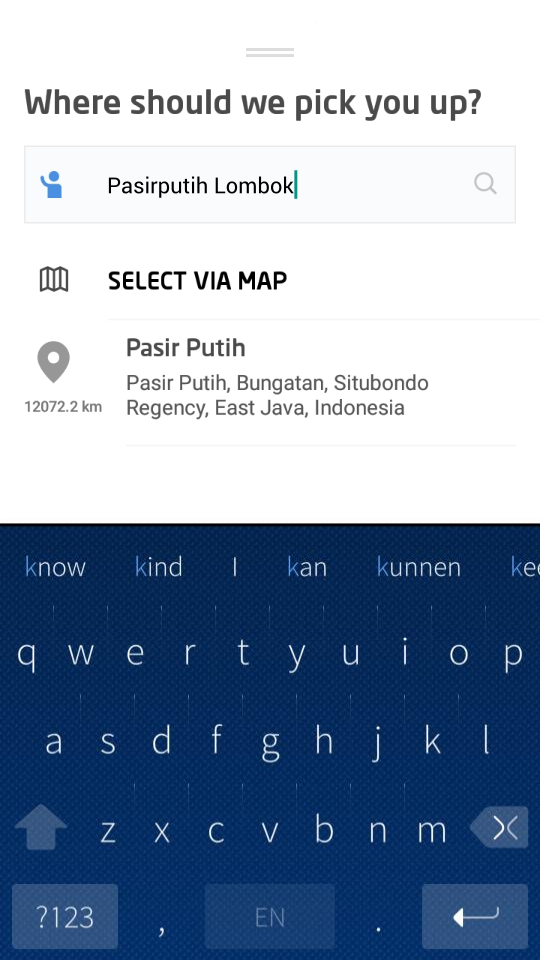 Where should we pick you up?
Pasirputih Lombok
SELECT VIA MAP
Pasir Putih
Pasir Putih, Bungatan, Situbondo
12072.2 km
Regency, East Java, Indonesia
know kind I kan kunnen kee
q w e r t y u i o p
a s d f g h j k l
z x c v b n m
?123 , EN .